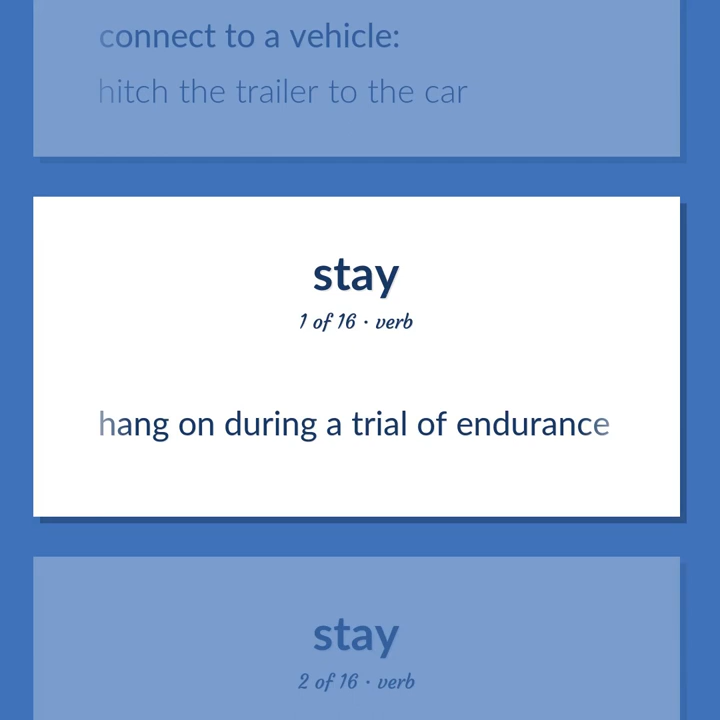 connect to a vehicle:
hitch the trailer to the car
stay
1 of 16 · verb
hang on during a trial of endurance
stay
2 of 16 · verb